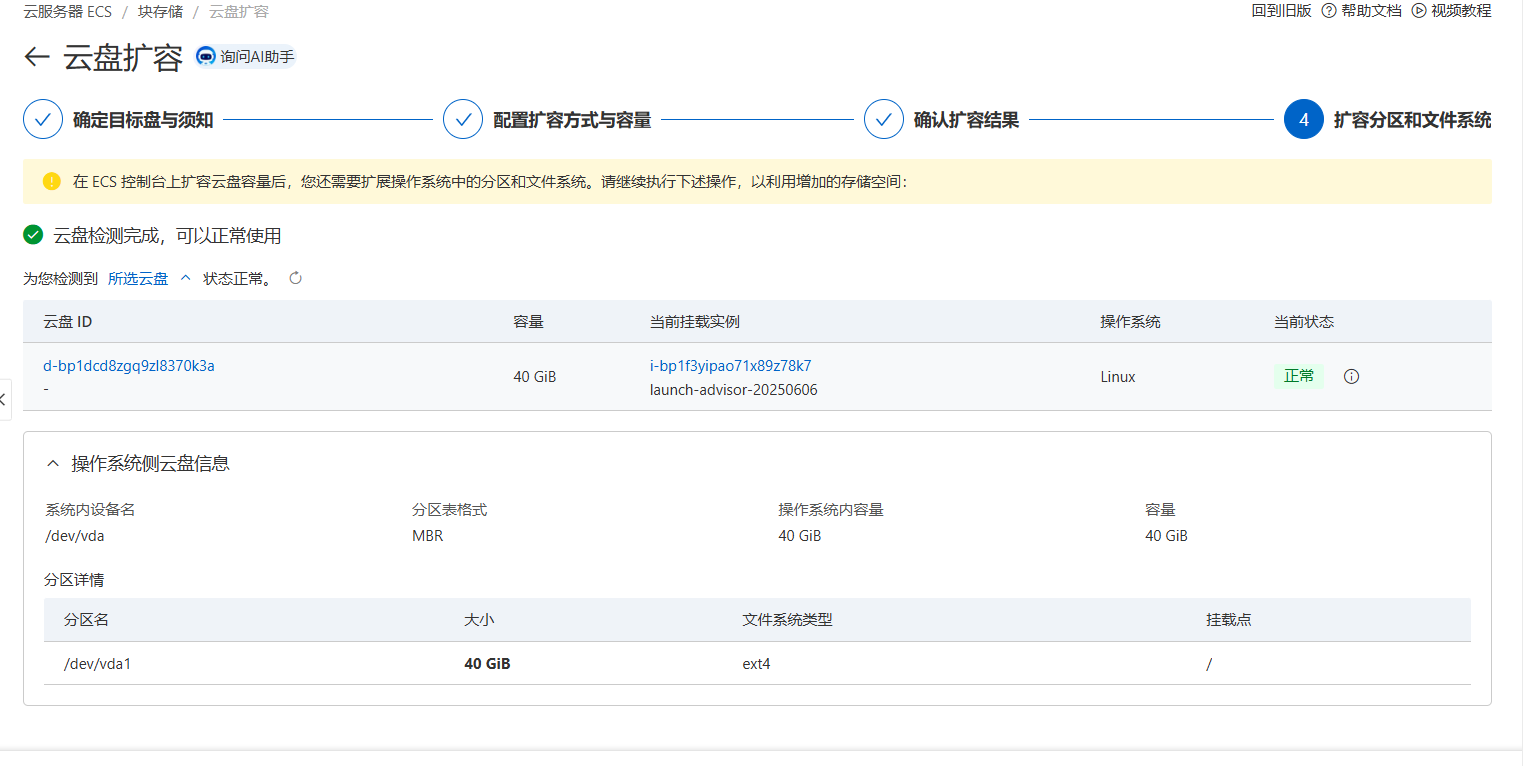 云服务器 ECS / 块存储 / 云盘扩容 回到旧版 帮助文档 视频教程
云盘扩容 询问AI助手
确定目标盘与须知 配置扩容方式与容量 确认扩容结果 4 扩容分区和文件系统
在 ECS 控制台上扩容云盘容量后，您还需要扩展操作系统中的分区和文件系统。请继续执行下述操作，以利用增加的存储空间：
云盘检测完成，可以正常使用
为您检测到 所选云盘 状态正常。
云盘 ID 容量 当前挂载实例 操作系统 当前状态
d-bp1dcd8zgq9zl8370k3a 40 GiB i-bp1f3yipao71x89z78k7 Linux 正常
- launch-advisor-20250606
操作系统侧云盘信息
系统内设备名 分区表格式 操作系统内容量 容量
/dev/vda MBR 40 GiB 40 GiB
分区详情
分区名 大小 文件系统类型 挂载点
/dev/vda1 40 GiB ext4 /